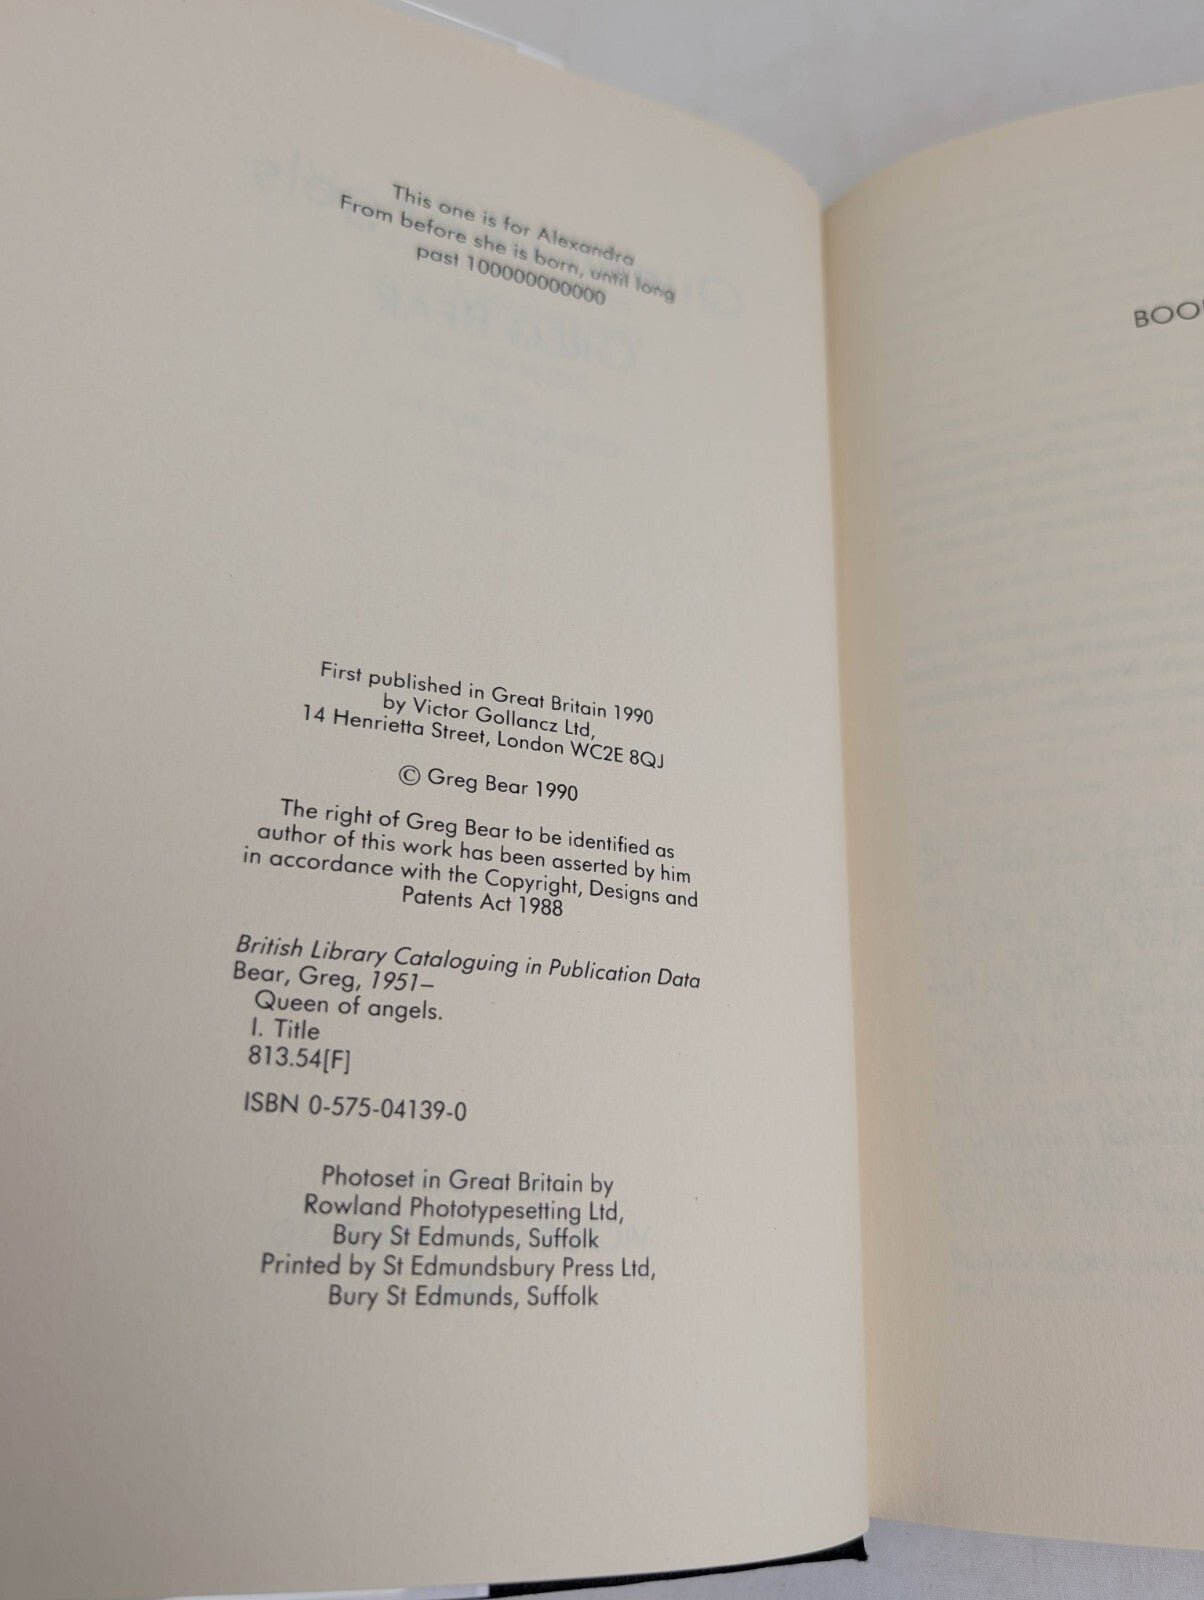 This one is for Alexandra
From before she is born, until long
past 100000000000
First published in Great Britain 1990
by Victor Gollancz Ltd,
14 Henrietta Street, London WC2E 8QJ
© Greg Bear 1990
The right of Greg Bear to be identified as
author of this work has been asserted by him
in accordance with the Copyright, Designs and
Patents Act 1988
British Library Cataloguing in Publication Data
Bear, Greg, 1951–
Queen of angels.
I. Title
813.54[F]
ISBN 0-575-04139-0
Photoset in Great Britain by
Rowland Phototypesetting Ltd,
Bury St Edmunds, Suffolk
Printed by St Edmundsbury Press Ltd,
Bury St Edmunds, Suffolk
BOO